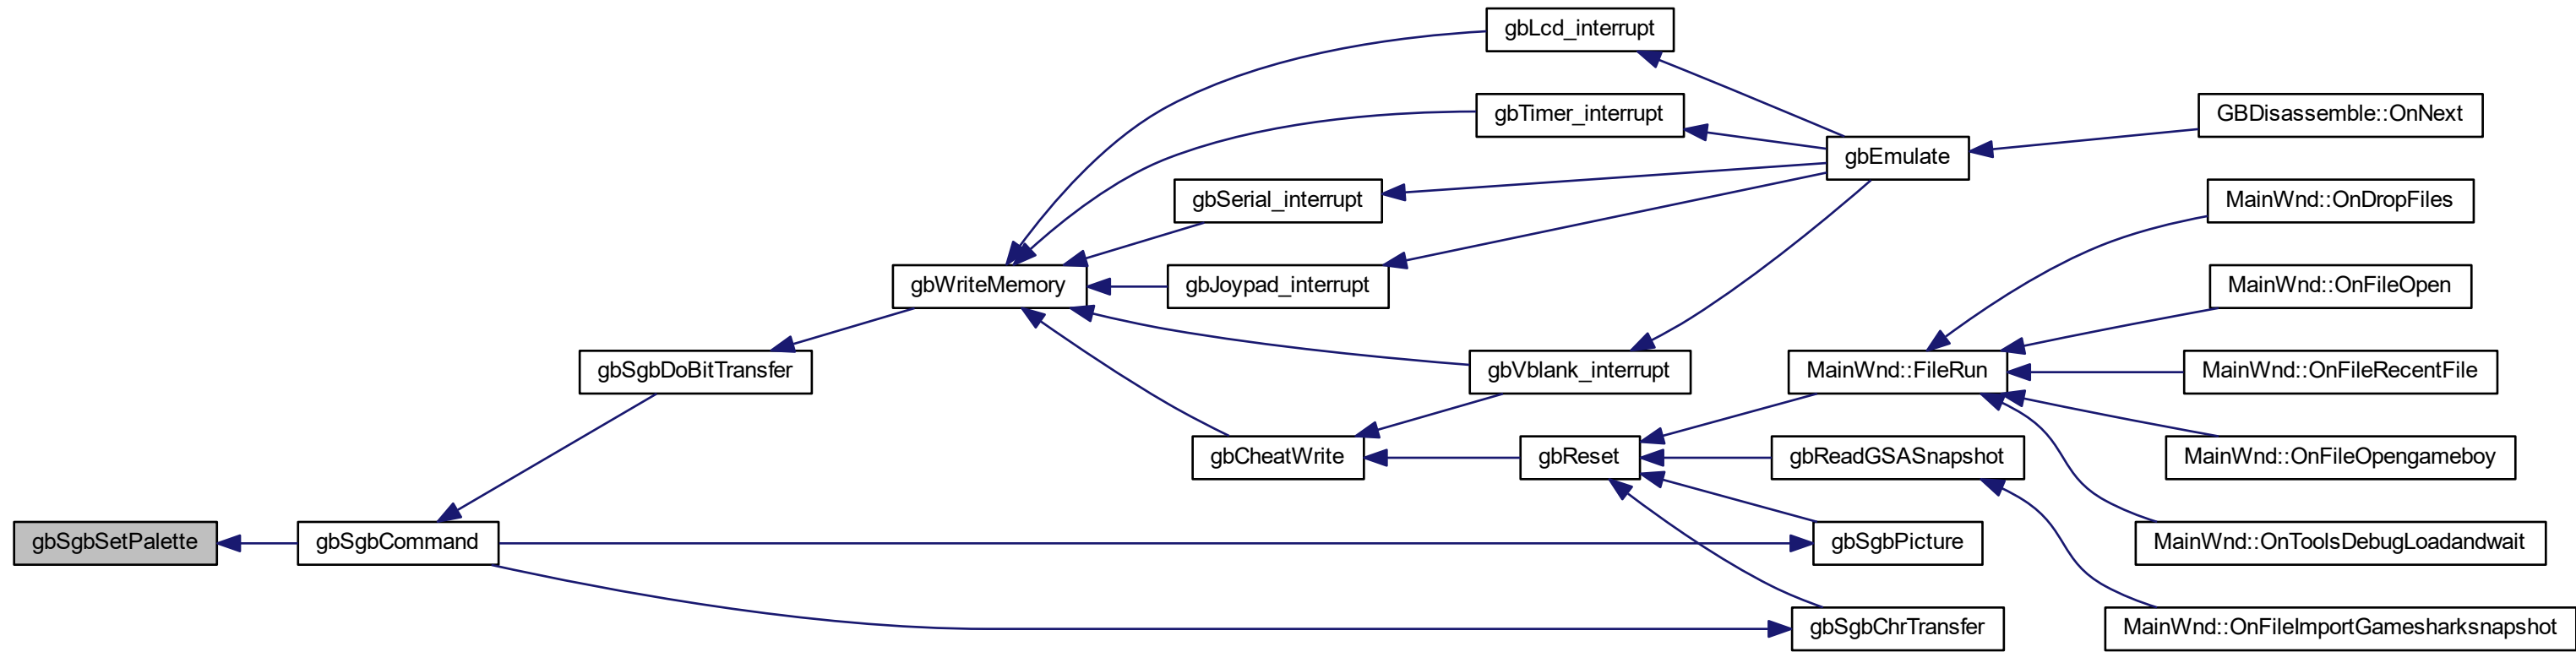 gbLcd_interrupt
gbTimer_interrupt
GBDisassemble::OnNext
gbEmulate
gbSerial_interrupt
MainWnd::OnDropFiles
gbWriteMemory
gbJoypad_interrupt
MainWnd::OnFileOpen
gbSgbDoBitTransfer
gbVblank_interrupt
MainWnd::FileRun
MainWnd::OnFileRecentFile
gbCheatWrite
gbReset
gbReadGSASnapshot
MainWnd::OnFileOpengameboy
gbSgbSetPalette
gbSgbCommand
gbSgbPicture
MainWnd::OnToolsDebugLoadandwait
gbSgbChrTransfer
MainWnd::OnFileImportGamesharksnapshot